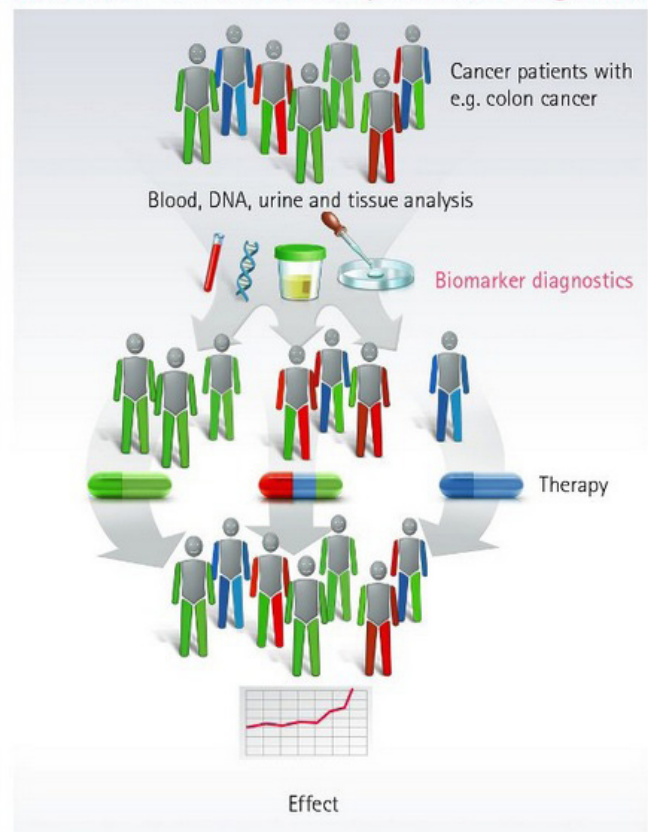 Cancer patients with
e.g. colon cancer
Blood, DNA, urine and tissue analysis
Biomarker diagnostics
Therapy
Effect